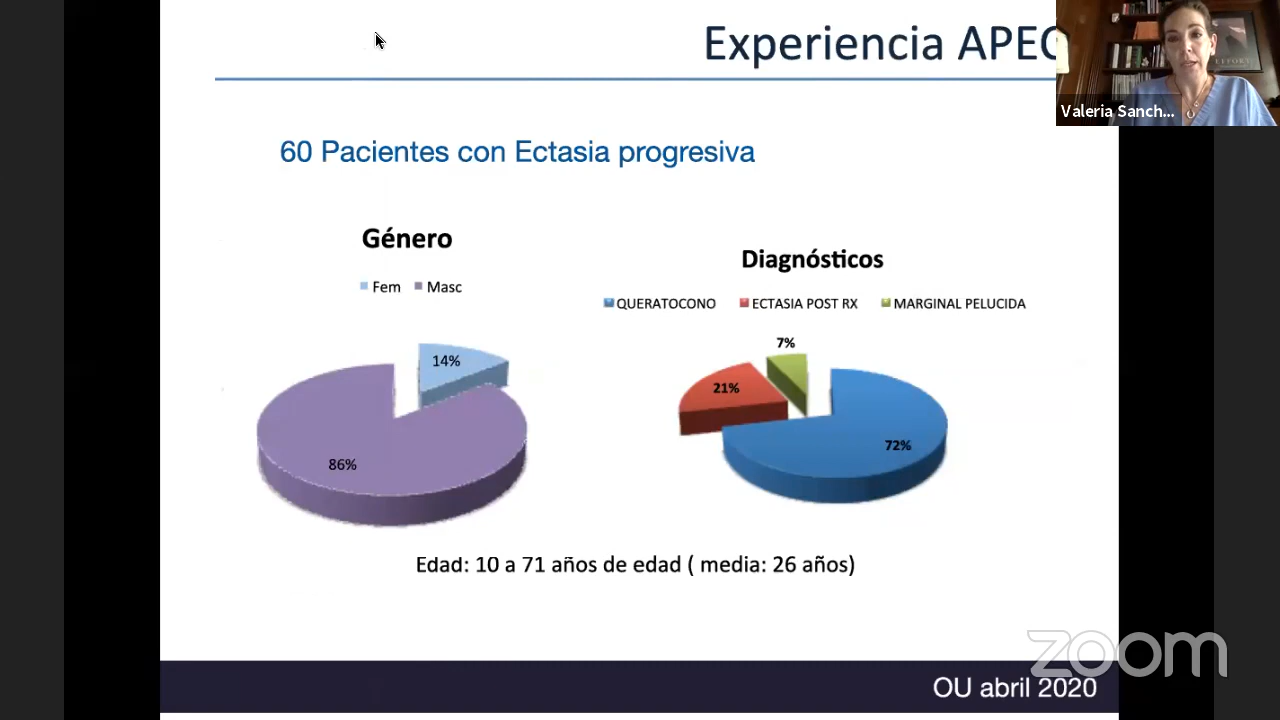 Experiencia APEC
Valeria Sanch...
60 Pacientes con Ectasia progresiva
Género
Fem Masc
14%
86%
Diagnósticos
QUERATOCONO ECTASIA POST RX MARGINAL PELUCIDA
7%
21%
72%
Edad: 10 a 71 años de edad ( media: 26 años)
zoom
OU abril 2020